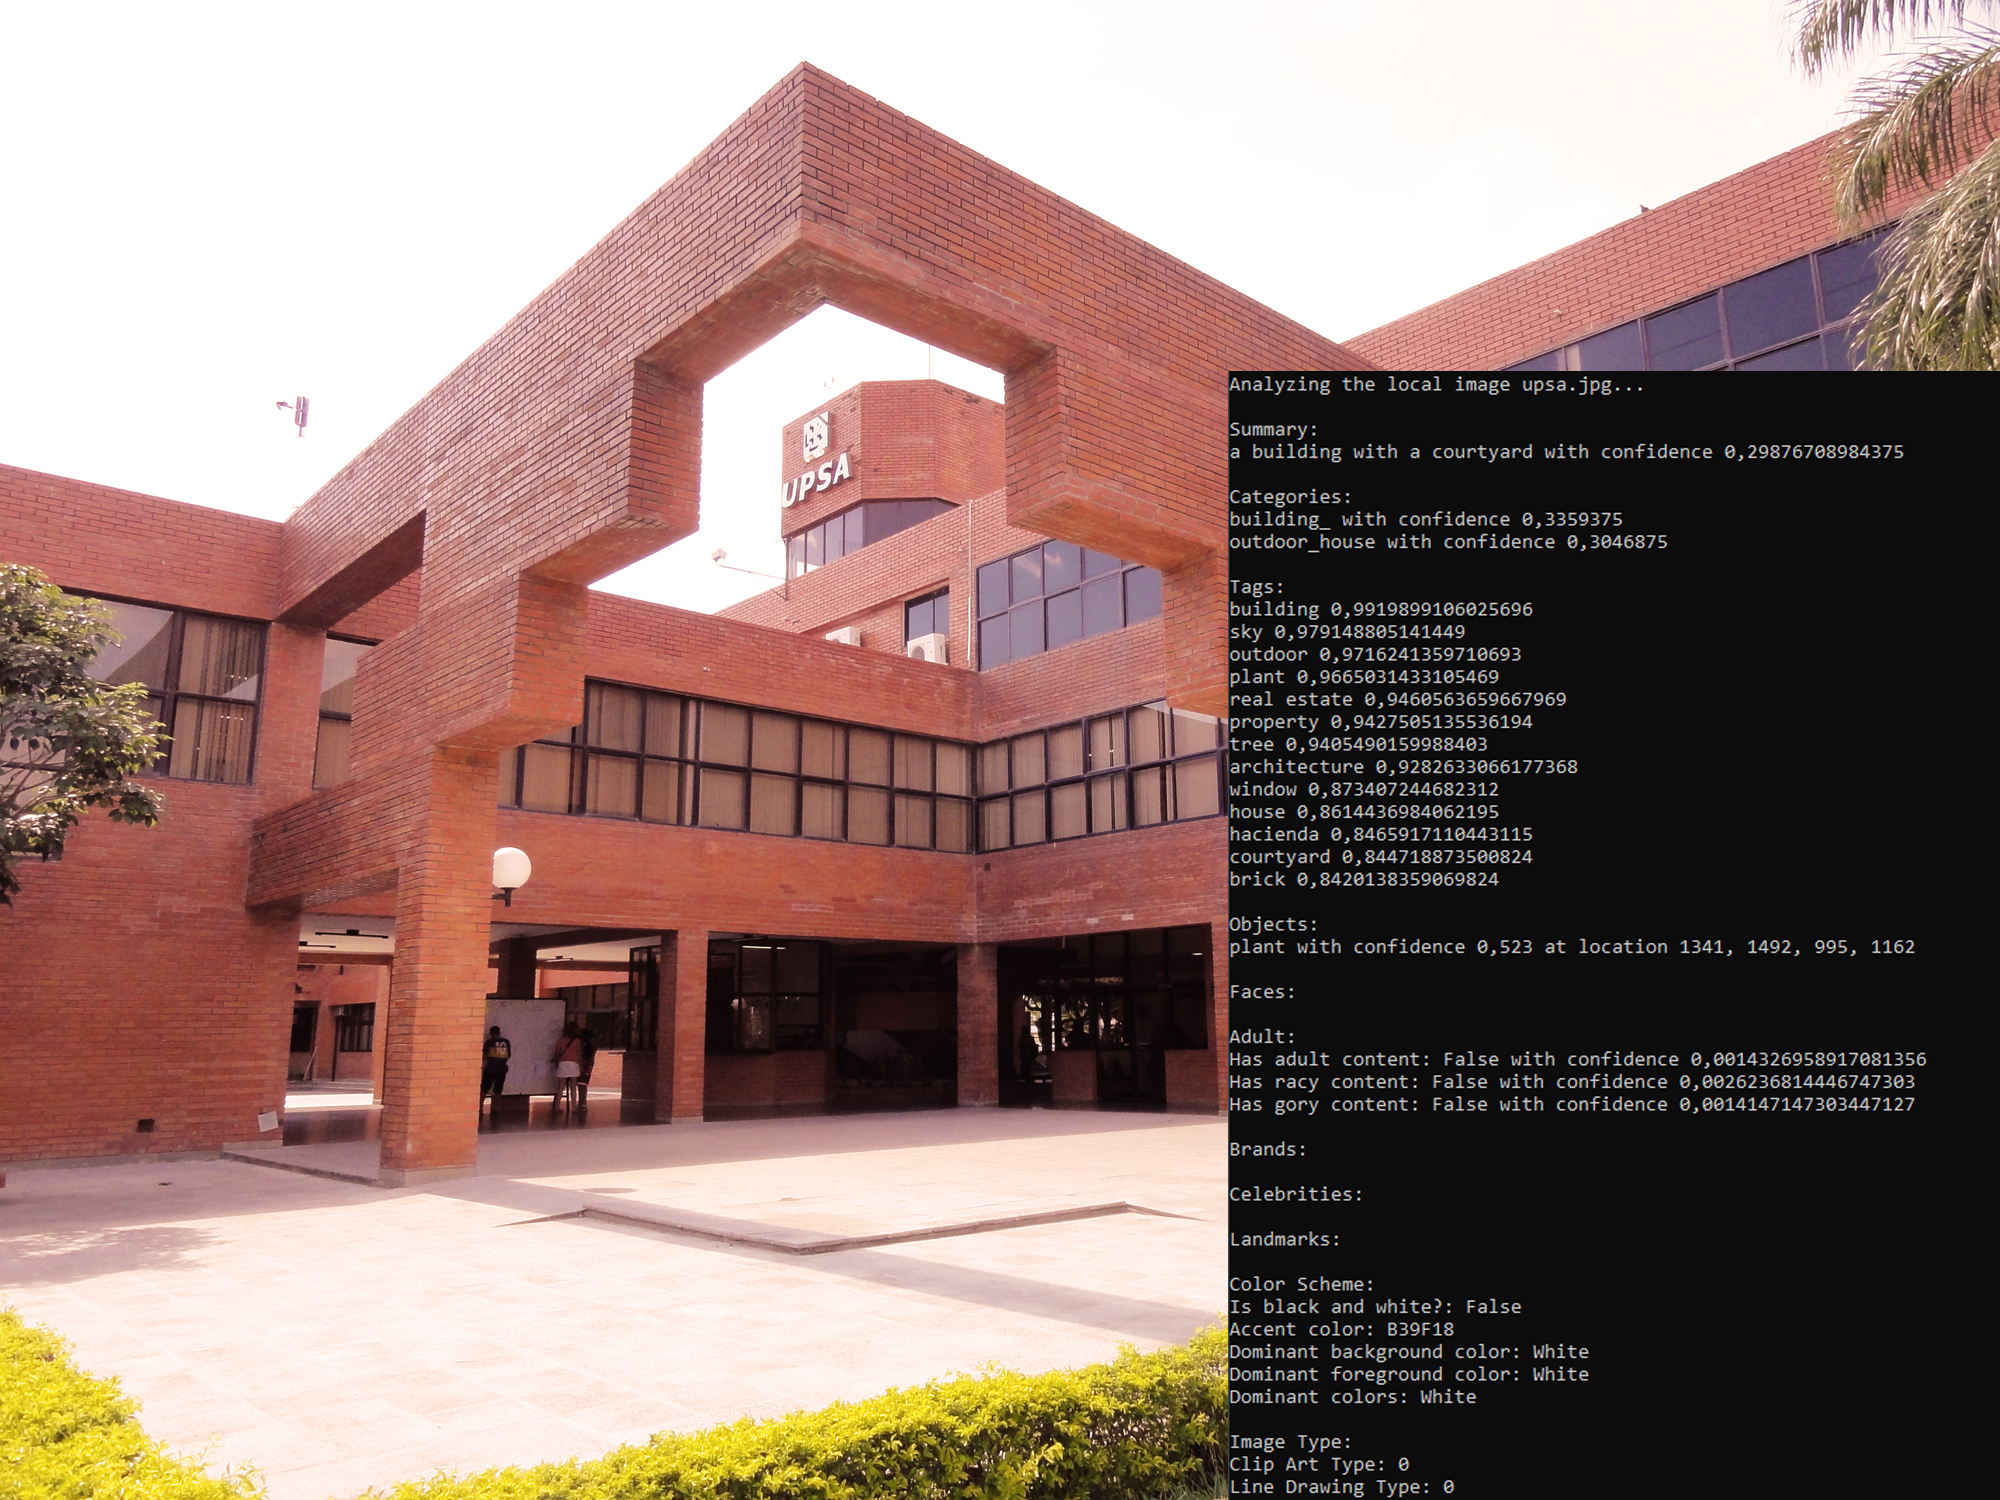 UPSA
10
Analyzing the local image upsa.jpg...
Summary:
a building with a courtyard with confidence 0,29876708984375
Categories:
building_ with confidence 0,3359375
outdoor_house with confidence 0,3046875
Tags:
building 0,9919899106025696
sky 0,979148805141449
outdoor 0,9716241359710693
plant 0,9665031433105469
real estate 0,9460563659667969
property 0,9427505135536194
tree 0,9405490159988403
architecture 0,9282633066177368
window 0,873407244682312
house 0,8614436984062195
hacienda 0,8465917110443115
courtyard 0,844718873500824
brick 0,8420138359069824
Objects:
plant with confidence 0,523 at location 1341, 1492, 995, 1162
Faces:
Adult:
Has adult content: False with confidence 0,0014326958917081356
Has racy content: False with confidence 0,0026236814446747303
Has gory content: False with confidence 0,0014147147303447127
Brands:
Celebrities:
Landmarks:
Color Scheme:
Is black and white?: False
Accent color: B39F18
Dominant background color: White
Dominant foreground color: White
Dominant colors: White
Image Type:
Clip Art Type: 0
Line Drawing Type: 0